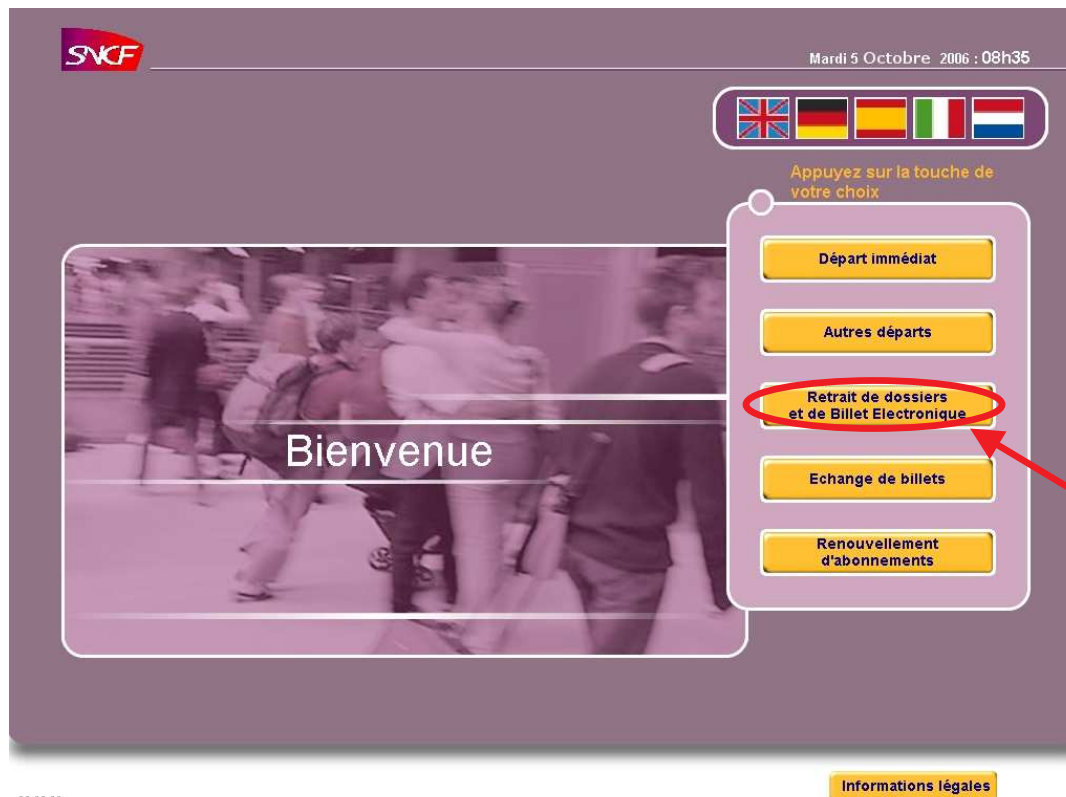 SNCF
Mardi 5 Octobre 2006 : 08h35
Appuyez sur la touche de
votre choix
Départ immédiat
Autres départs
Retrait de dossiers
et de Billet Electronique
Bienvenue
Echange de billets
Renouvellement
d'abonnements
Informations légales